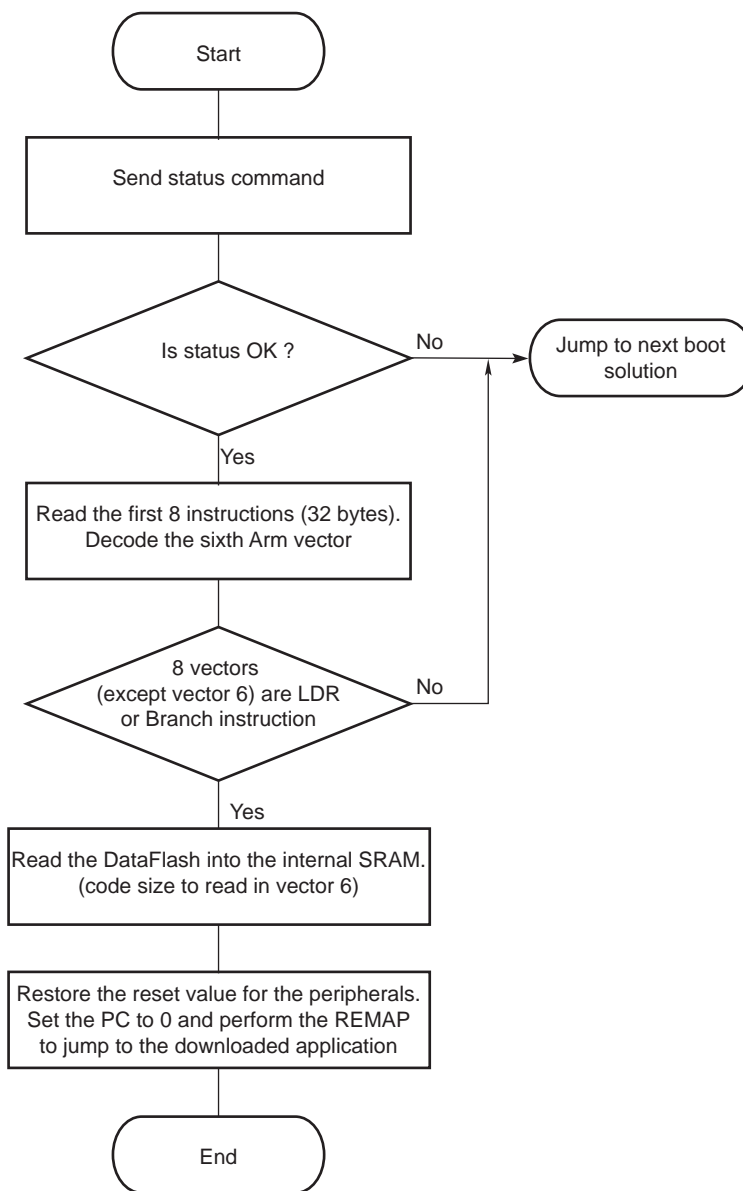 Start
Send status command
Is status OK ?
No
Jump to next boot
solution
Yes
Read the first 8 instructions (32 bytes).
Decode the sixth Arm vector
8 vectors
(except vector 6) are LDR
or Branch instruction
No
Yes
Read the DataFlash into the internal SRAM.
(code size to read in vector 6)
Restore the reset value for the peripherals.
Set the PC to 0 and perform the REMAP
to jump to the downloaded application
End